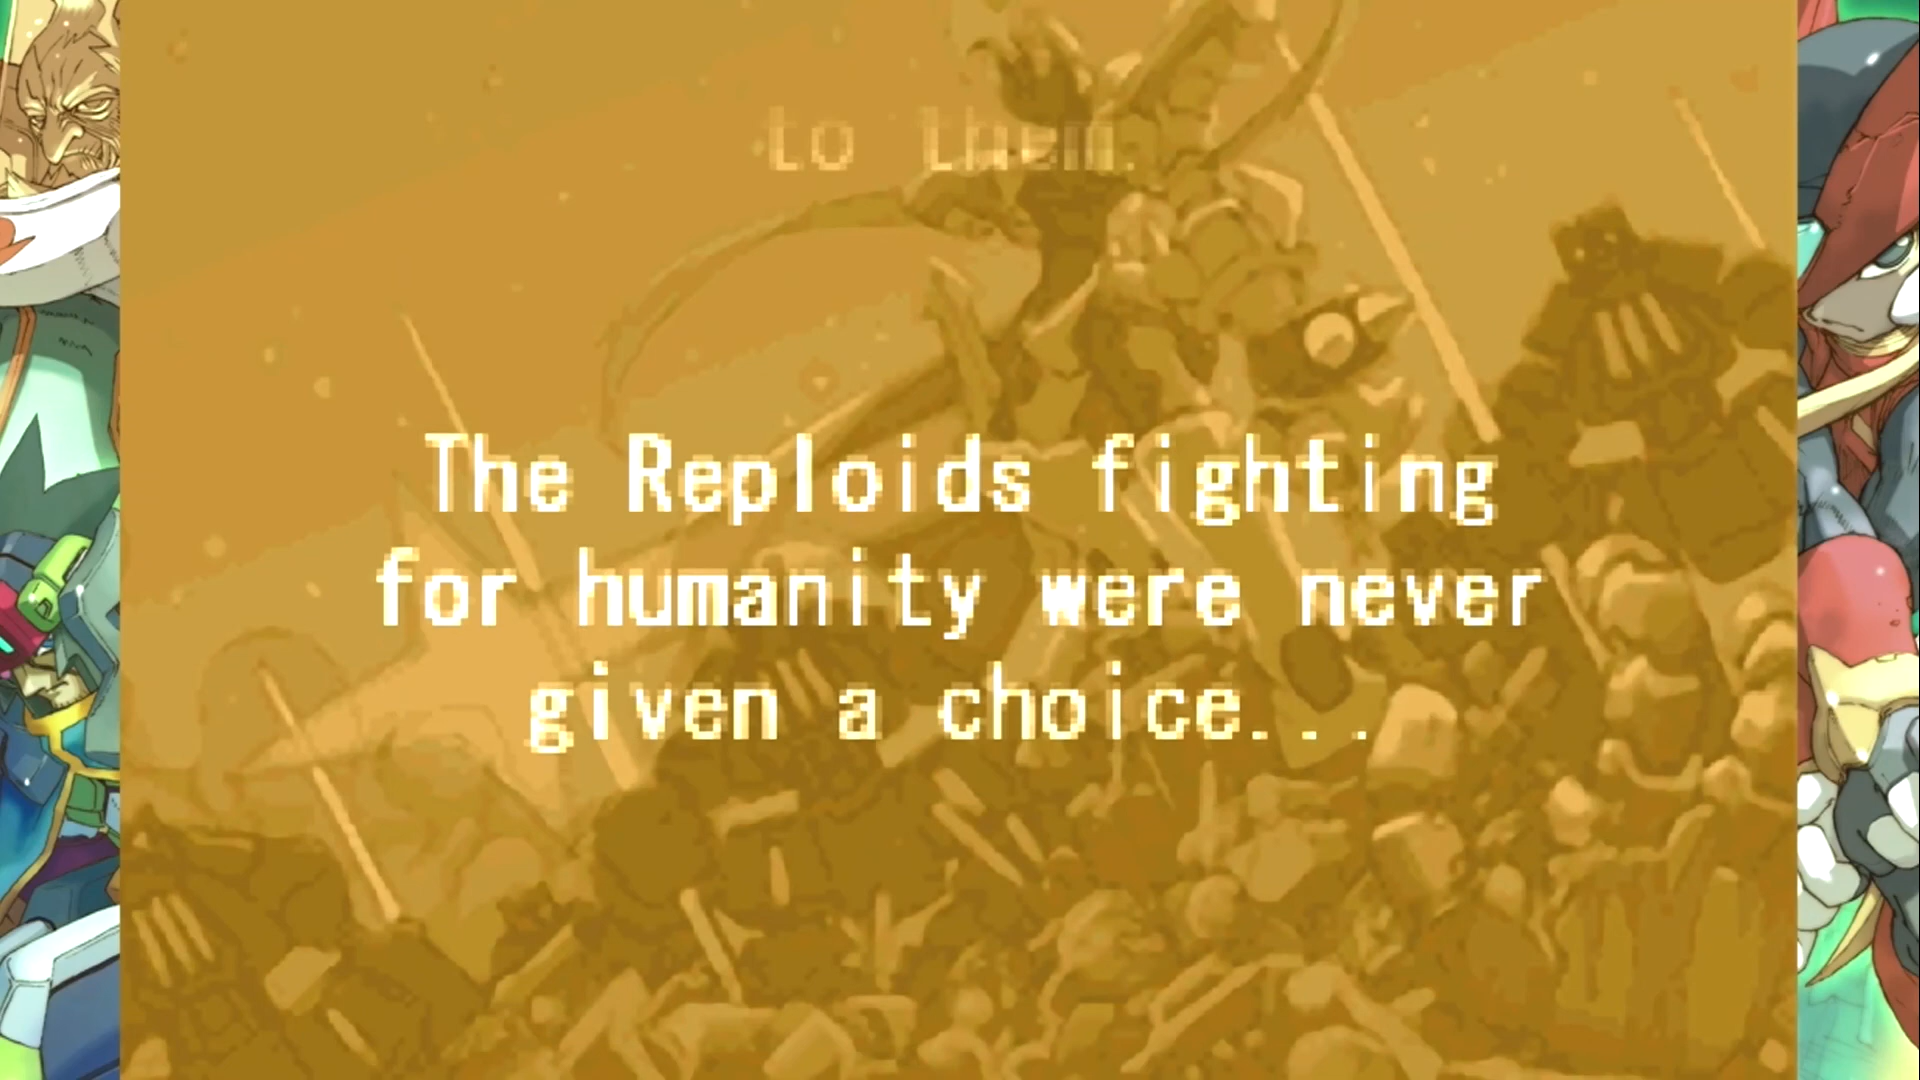 to them.
The Reploids fighting
for humanity were never
given a choice...